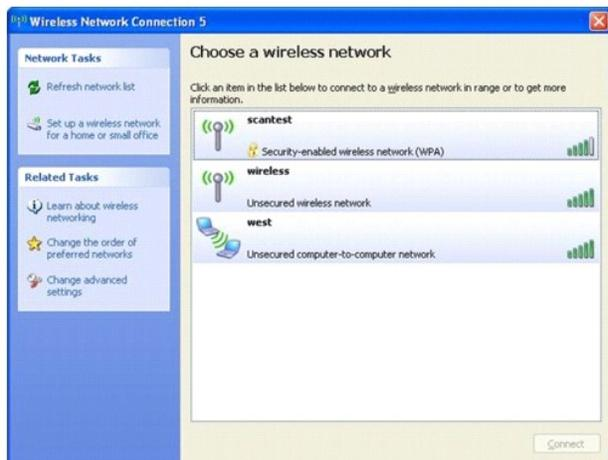 Wireless Network Connection 5
Network Tasks
Refresh network list
Set up a wireless network
for a home or small office
Related Tasks
Learn about wireless
networking
Change the order of
preferred networks
Change advanced
settings
Choose a wireless network
Click an item in the list below to connect to a wireless network in range or to get more
information.
scantest
Security-enabled wireless network (WPA)
wireless
Unsecured wireless network
west
Unsecured computer-to-computer network
Connect